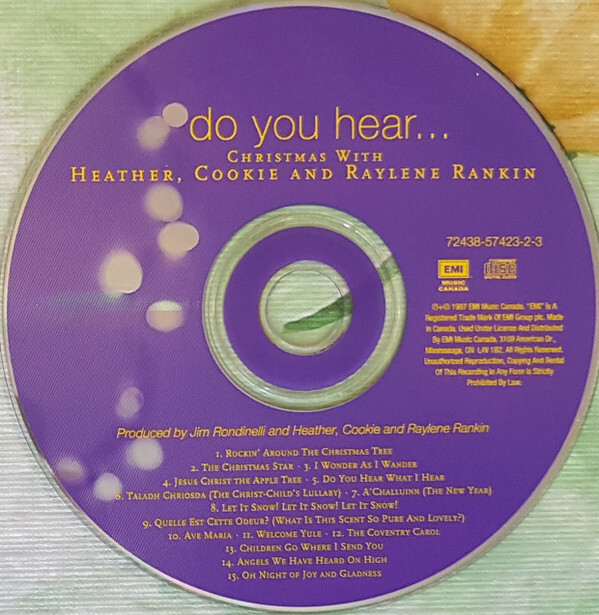 do you hear...
Christmas With
Heather, Cookie and Raylene Rankin
72438-57423-2-3
EMI
MUSIC
CANADA
COMPACT
disc
DIGITAL AUDIO
℗+© 1997 EMI Music Canada. "EMI" Is A
Registered Trade Mark Of EMI Group plc. Made
In Canada. Used Under License And Distributed
By EMI Music Canada, 3109 American Dr.,
Mississauga, ON L4V 1B2. All Rights Reserved.
Unauthorized Reproduction, Copying And Rental
Of This Recording In Any Form Is Strictly
Prohibited By Law.
Produced by Jim Rondinelli and Heather, Cookie and Raylene Rankin
1. Rockin' Around The Christmas Tree
2. The Christmas Star · 3. I Wonder As I Wander
4. Jesus Christ the Apple Tree · 5. Do You Hear What I Hear
6. Taladh Chriosda (The Christ-Child's Lullaby) · 7. A'Challuinn (The New Year)
8. Let It Snow! Let It Snow! Let It Snow!
9. Quelle Est Cette Odeur? (What Is This Scent So Pure And Lovely?)
10. Ave Maria · 11. Welcome Yule · 12. The Coventry Carol
13. Children Go Where I Send You
14. Angels We Have Heard On High
15. Oh Night of Joy and Gladness